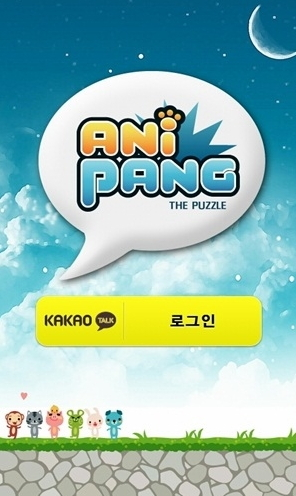 ANI
PANG
THE PUZZLE
KAKAO TALK 로그인